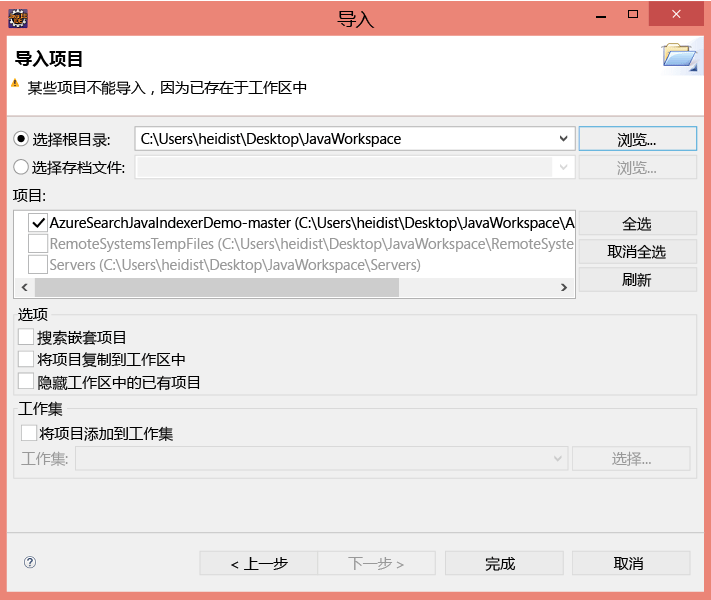 导入
导入项目
某些项目不能导入，因为已存在于工作区中
选择根目录: C:\Users\heidist\Desktop\JavaWorkspace 浏览...
选择存档文件: 浏览...
项目:
AzureSearchJavaIndexerDemo-master (C:\Users\heidist\Desktop\JavaWorkspace\A 全选
RemoteSystemsTempFiles (C:\Users\heidist\Desktop\JavaWorkspace\RemoteSyste 取消全选
Servers (C:\Users\heidist\Desktop\JavaWorkspace\Servers) 刷新
选项
搜索嵌套项目
将项目复制到工作区中
隐藏工作区中的已有项目
工作集
将项目添加到工作集
工作集: 选择...
? < 上一步 下一步 > 完成 取消